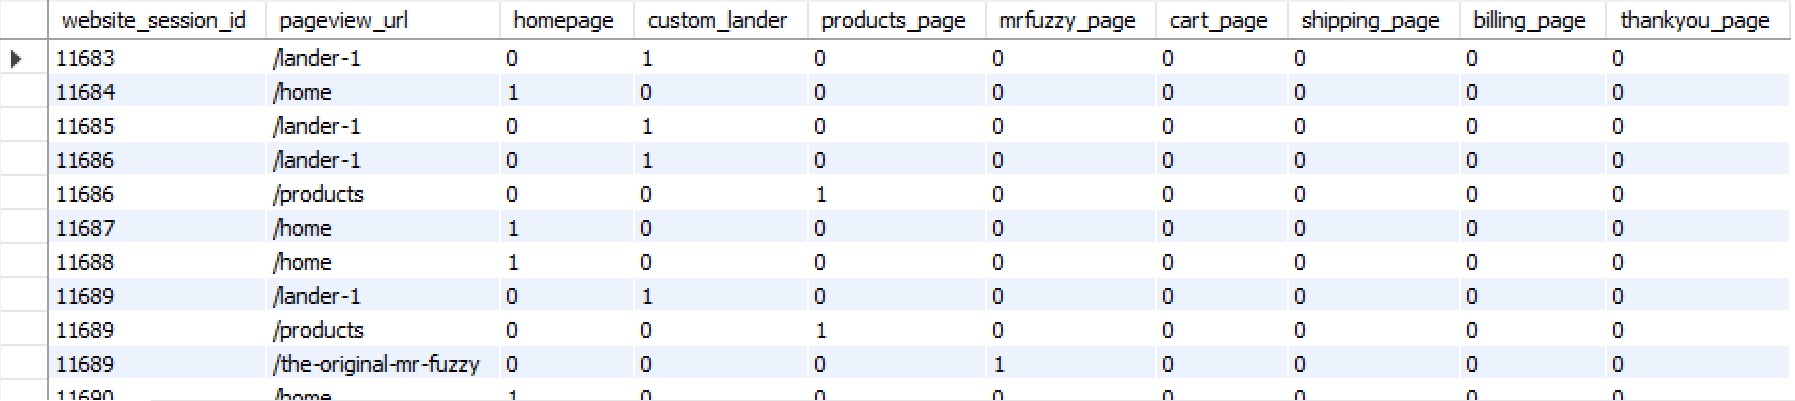 website_session_id pageview_url homepage custom_lander products_page mrfuzzy_page cart_page shipping_page billing_page thankyou_page
11683 /lander-1 0 1 0 0 0 0 0 0
11684 /home 1 0 0 0 0 0 0 0
11685 /lander-1 0 1 0 0 0 0 0 0
11686 /lander-1 0 1 0 0 0 0 0 0
11686 /products 0 0 1 0 0 0 0 0
11687 /home 1 0 0 0 0 0 0 0
11688 /home 1 0 0 0 0 0 0 0
11689 /lander-1 0 1 0 0 0 0 0 0
11689 /products 0 0 1 0 0 0 0 0
11689 /the-original-mr-fuzzy 0 0 0 1 0 0 0 0
11690 /home 1 0 0 0 0 0 0 0